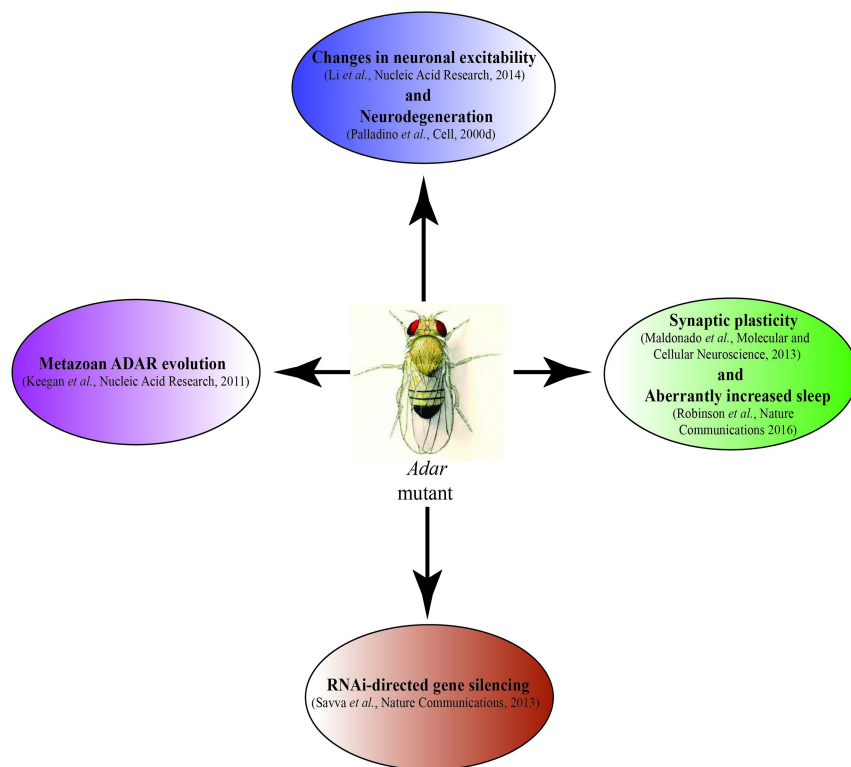 Changes in neuronal excitability
(Li et al., Nucleic Acid Research, 2014)
and
Neurodegeneration
(Palladino et al., Cell, 2000d)
Metazoan ADAR evolution
(Keegan et al., Nucleic Acid Research, 2011)
Synaptic plasticity
(Maldonado et al., Molecular and
Cellular Neuroscience, 2013)
and
Aberrantly increased sleep
(Robinson et al., Nature
Communications 2016)
Adar
mutant
RNAi-directed gene silencing
(Savva et al., Nature Communications, 2013)